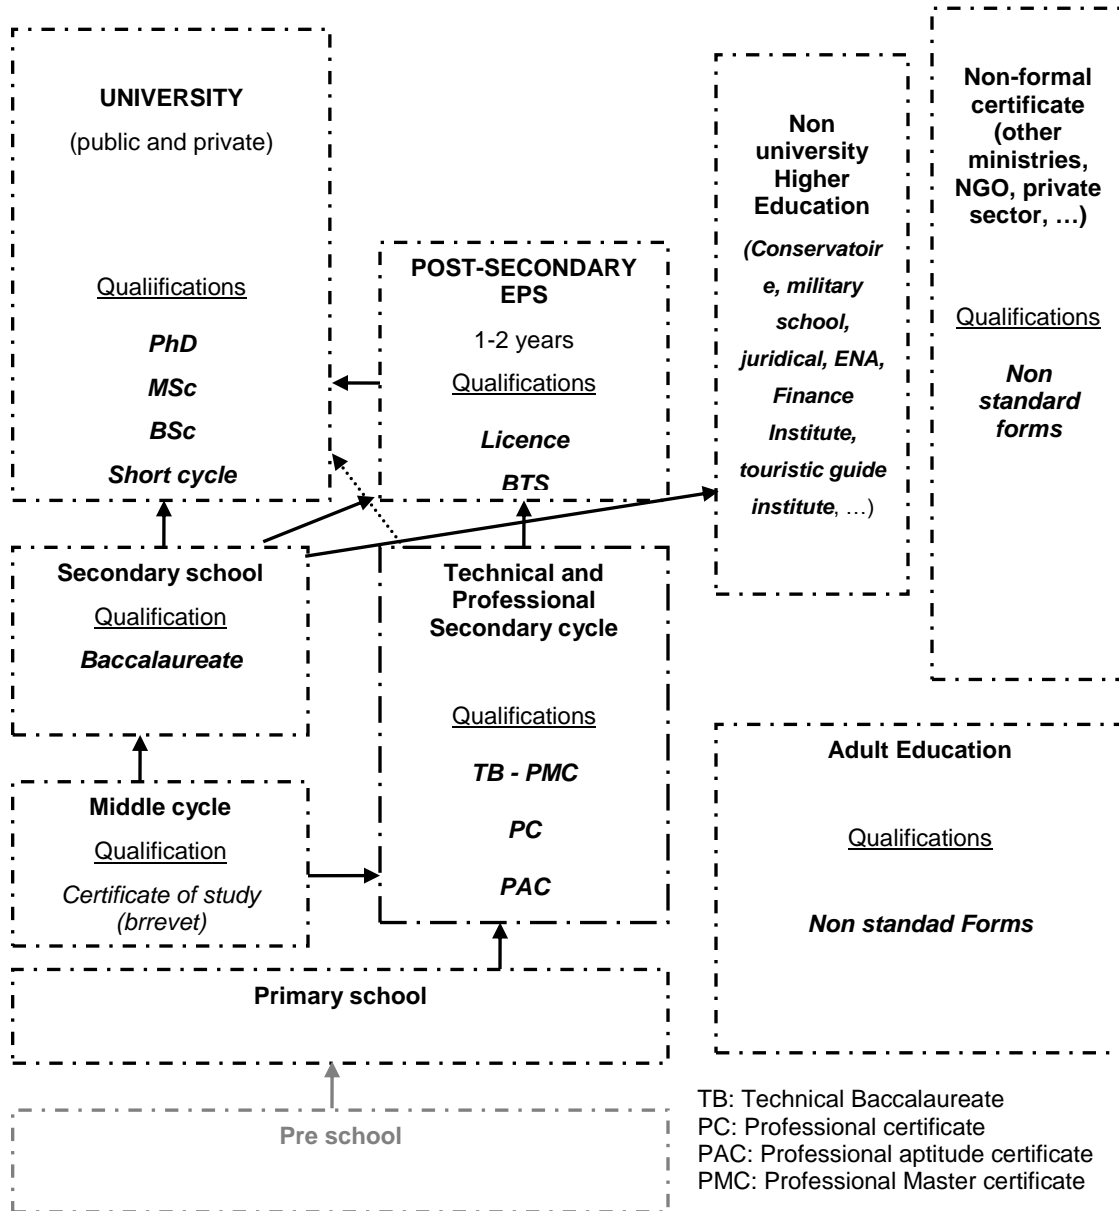 UNIVERSITY
(public and private)
Qualiifications
PhD
MSc
BSc
Short cycle
POST-SECONDARY
EPS
1-2 years
Qualifications
Licence
BTS
Non
university
Higher
Education
(Conservatoir
e, military
school,
juridical, ENA,
Finance
Institute,
touristic guide
institute, …)
Non-formal
certificate
(other
ministries,
NGO, private
sector, …)
Qualifications
Non
standard
forms
Secondary school
Qualification
Baccalaureate
Technical and
Professional
Secondary cycle
Qualifications
TB - PMC
PC
PAC
Middle cycle
Qualification
Certificate of study
(brrevet)
Adult Education
Qualifications
Non standad Forms
Primary school
Pre school
TB: Technical Baccalaureate
PC: Professional certificate
PAC: Professional aptitude certificate
PMC: Professional Master certificate